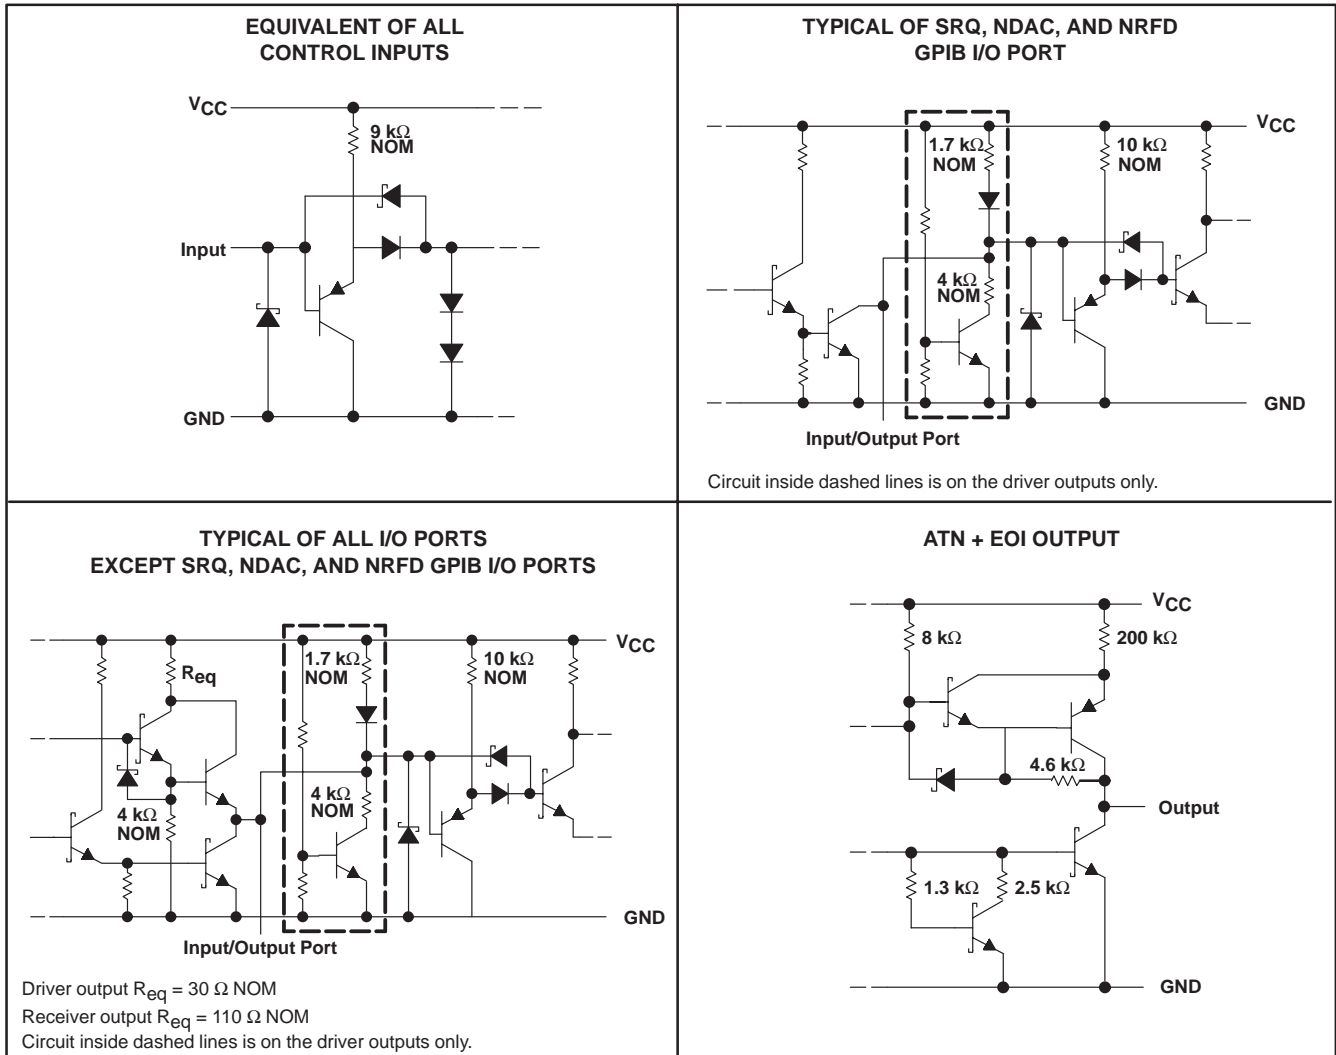 EQUIVALENT OF ALL
CONTROL INPUTS
VCC
9 kΩ
NOM
Input
GND
TYPICAL OF SRQ, NDAC, AND NRFD
GPIB I/O PORT
VCC
1.7 kΩ
NOM
10 kΩ
NOM
4 kΩ
NOM
GND
Input/Output Port
Circuit inside dashed lines is on the driver outputs only.
TYPICAL OF ALL I/O PORTS
EXCEPT SRQ, NDAC, AND NRFD GPIB I/O PORTS
VCC
Req
1.7 kΩ
NOM
10 kΩ
NOM
4 kΩ
NOM
4 kΩ
NOM
GND
Input/Output Port
Driver output Req = 30 Ω NOM
Receiver output Req = 110 Ω NOM
Circuit inside dashed lines is on the driver outputs only.
ATN + EOI OUTPUT
VCC
8 kΩ
200 kΩ
4.6 kΩ
Output
1.3 kΩ
2.5 kΩ
GND